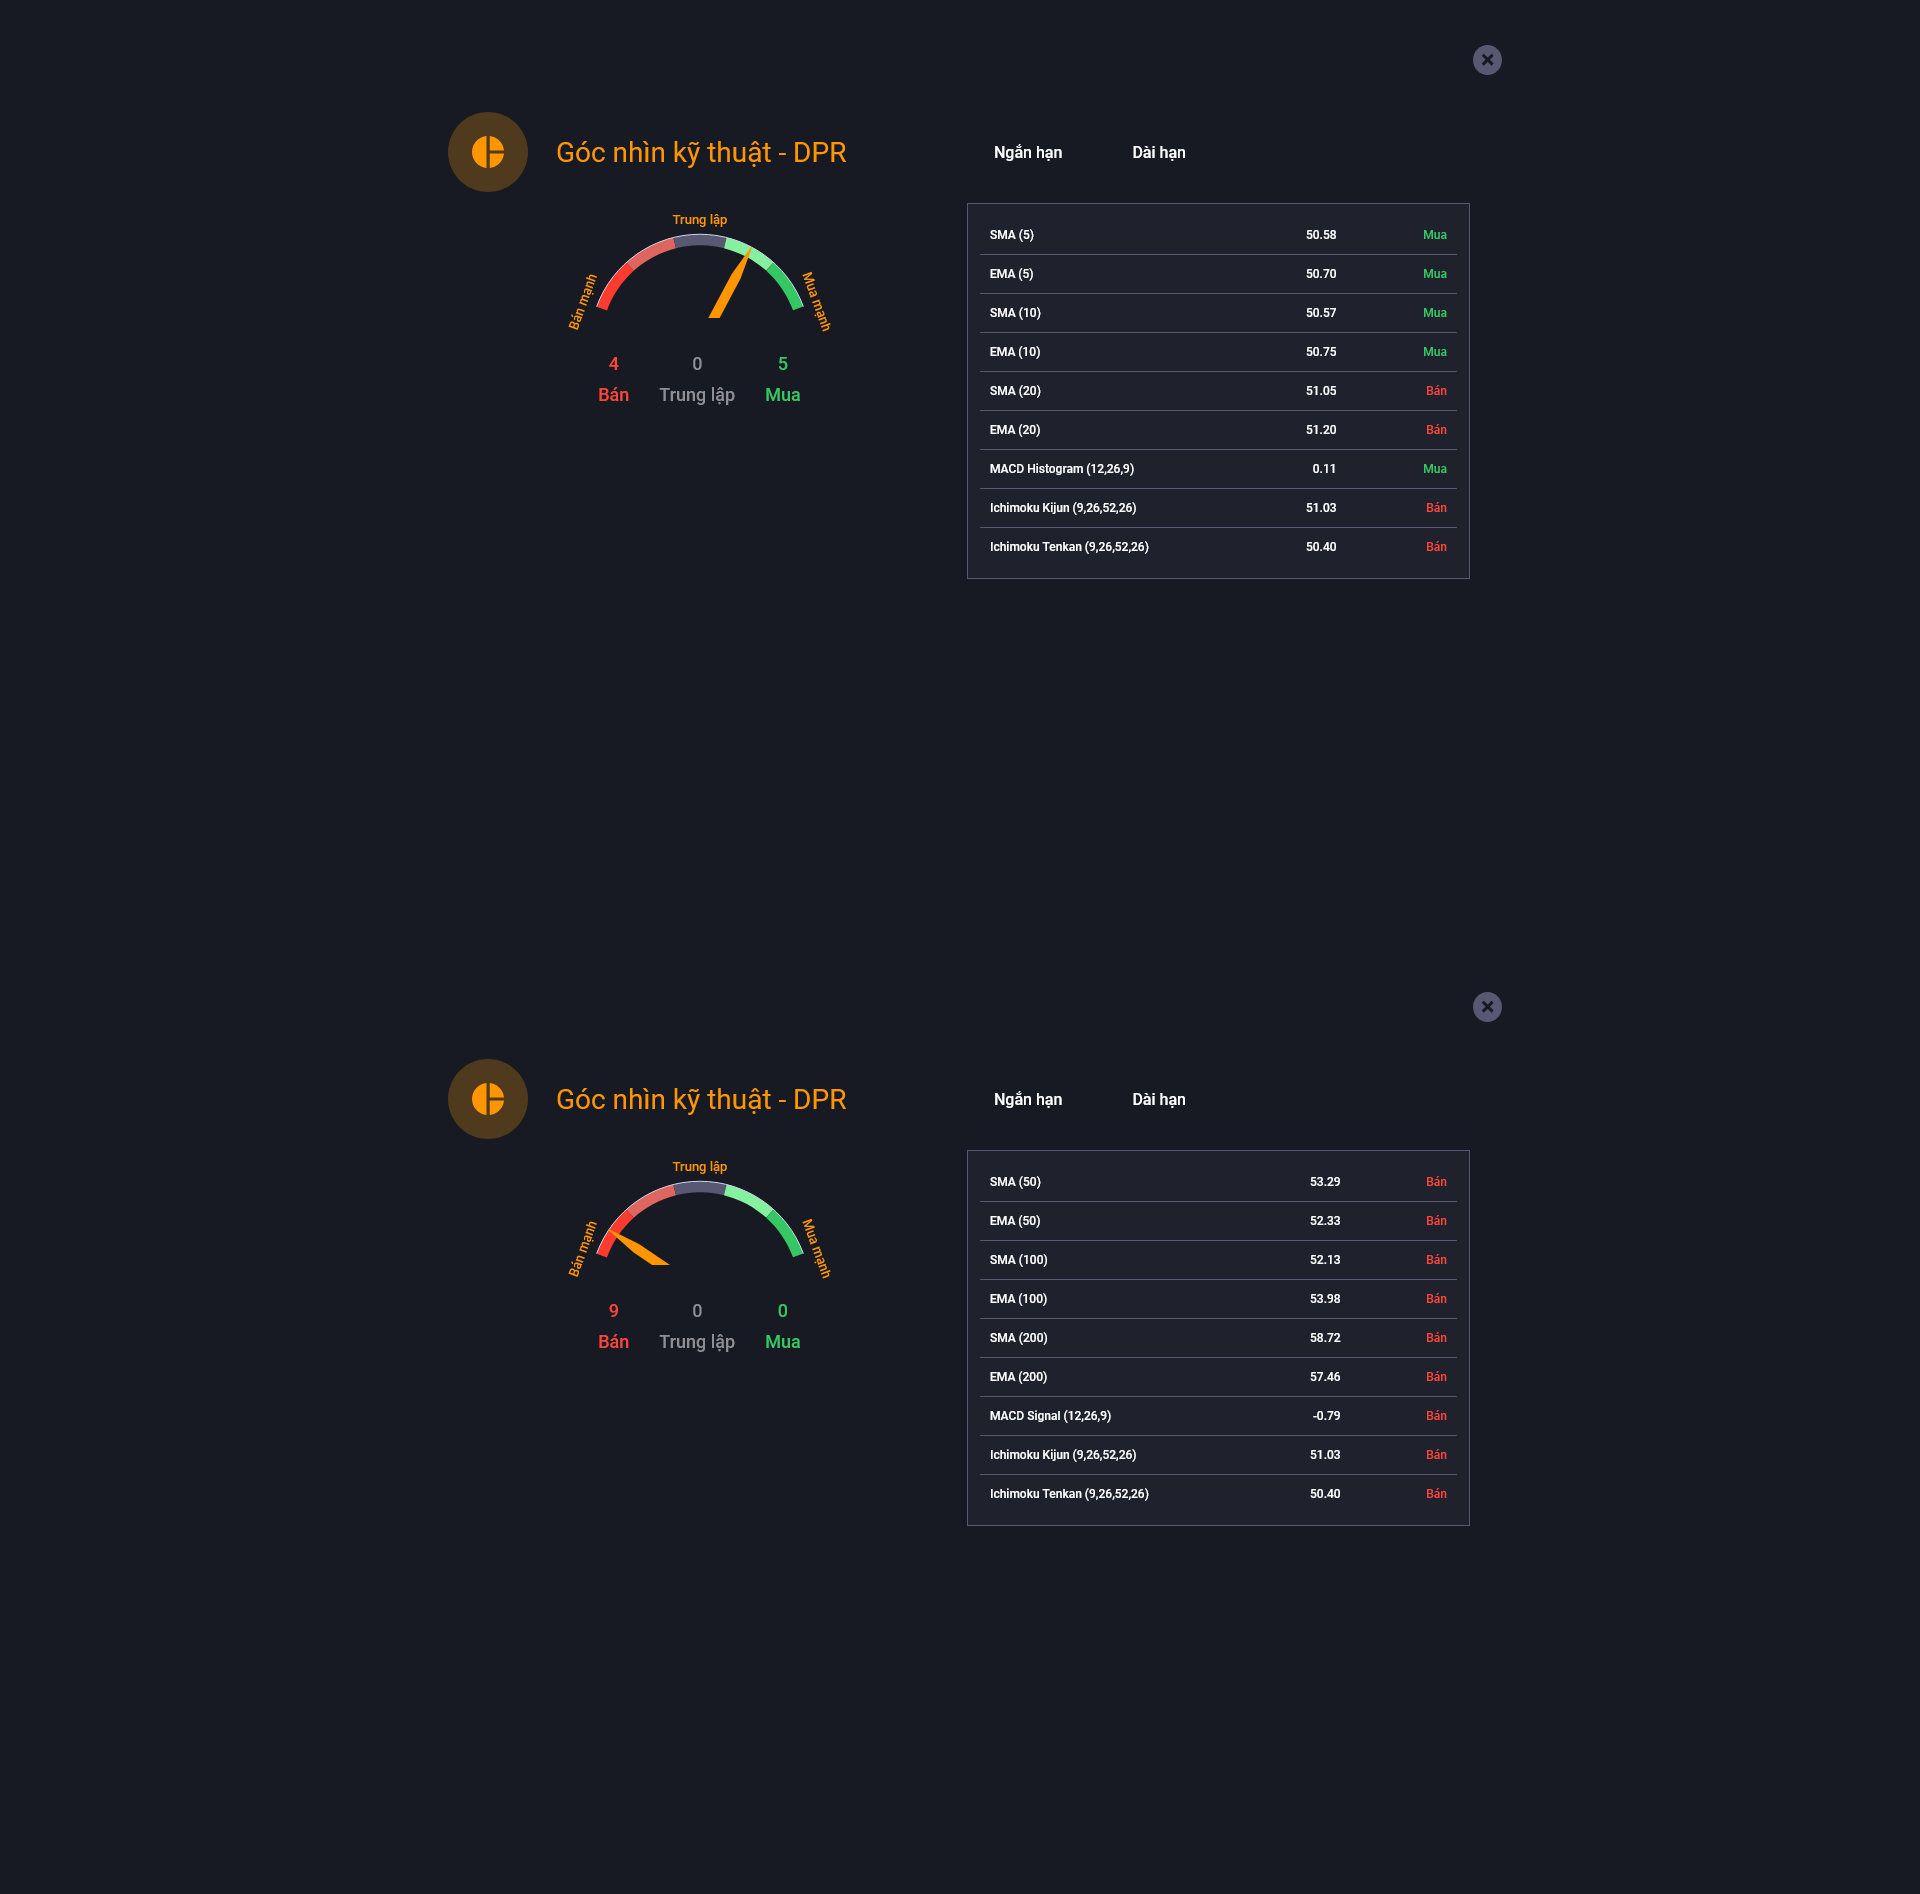 Góc nhìn kỹ thuật - DPR
Ngắn hạn Dài hạn
Trung lập
Bán mạnh
Mua mạnh
4 0 5
Bán Trung lập Mua
SMA (5) 50.58 Mua
EMA (5) 50.70 Mua
SMA (10) 50.57 Mua
EMA (10) 50.75 Mua
SMA (20) 51.05 Bán
EMA (20) 51.20 Bán
MACD Histogram (12,26,9) 0.11 Mua
Ichimoku Kijun (9,26,52,26) 51.03 Bán
Ichimoku Tenkan (9,26,52,26) 50.40 Bán
Góc nhìn kỹ thuật - DPR
Ngắn hạn Dài hạn
Trung lập
Bán mạnh
Mua mạnh
9 0 0
Bán Trung lập Mua
SMA (50) 53.29 Bán
EMA (50) 52.33 Bán
SMA (100) 52.13 Bán
EMA (100) 53.98 Bán
SMA (200) 58.72 Bán
EMA (200) 57.46 Bán
MACD Signal (12,26,9) -0.79 Bán
Ichimoku Kijun (9,26,52,26) 51.03 Bán
Ichimoku Tenkan (9,26,52,26) 50.40 Bán